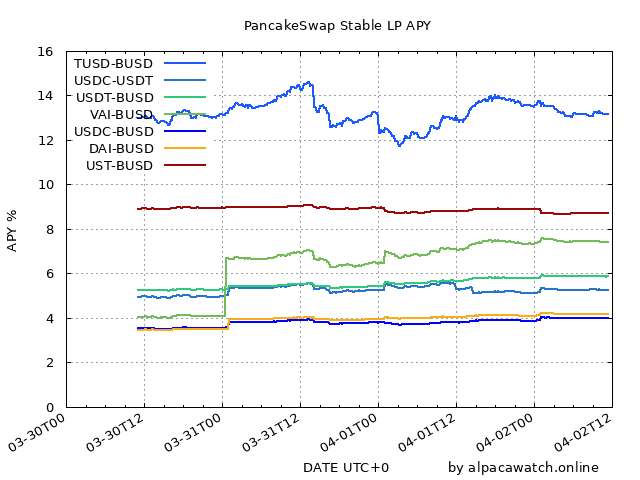 PancakeSwap Stable LP APY
16
14
12
10
8
6
4
2
0
APY %
TUSD-BUSD
USDC-USDT
USDT-BUSD
VAI-BUSD
USDC-BUSD
DAI-BUSD
UST-BUSD
03-30T00
03-30T12
03-31T00
03-31T12
04-01T00
04-01T12
04-02T00
04-02T12
DATE UTC+0
by alpacawatch.online